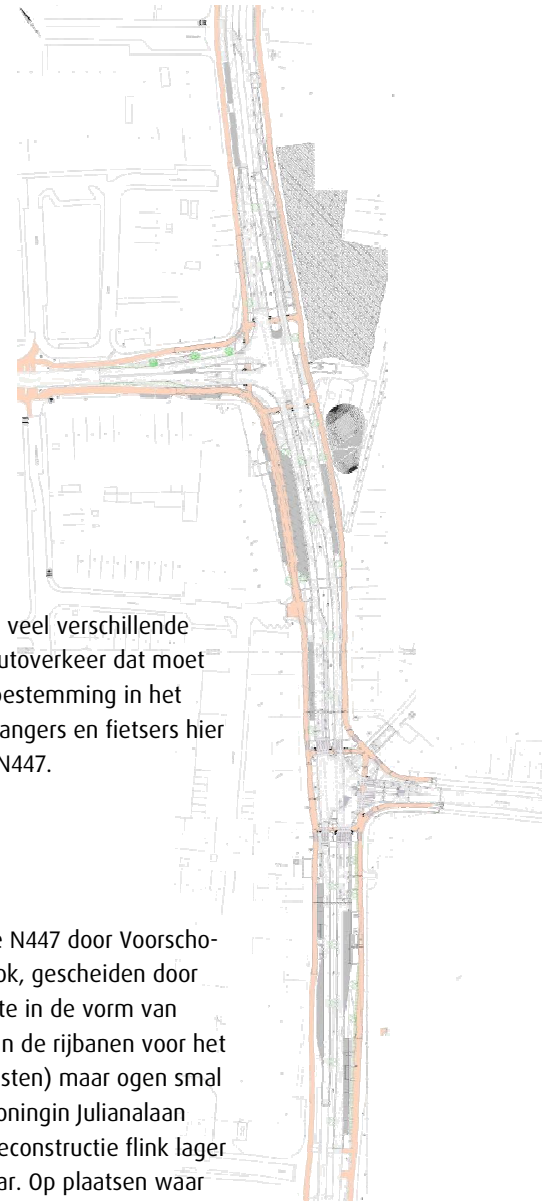 veel verschillende
utoverkeer dat moet
bestemming in het
angers en fietsers hier
N447.
e N447 door Voorscho-
ok, gescheiden door
te in de vorm van
n de rijbanen voor het
sten) maar ogen smal
oningin Julianalaan
econstructie flink lager
ar. Op plaatsen waar